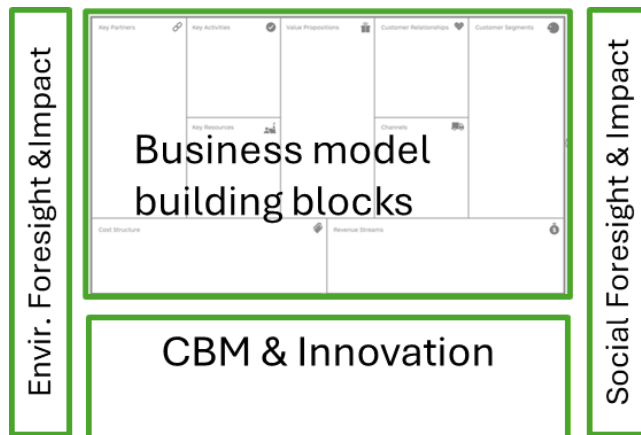 Envir. Foresight &Impact
Key Partners
Key Activities
Value Propositions
Customer Relationships
Customer Segments
Key Resources
Channels
Business model
building blocks
Cost Structure
Revenue Streams
CBM & Innovation
Social Foresight & Impact